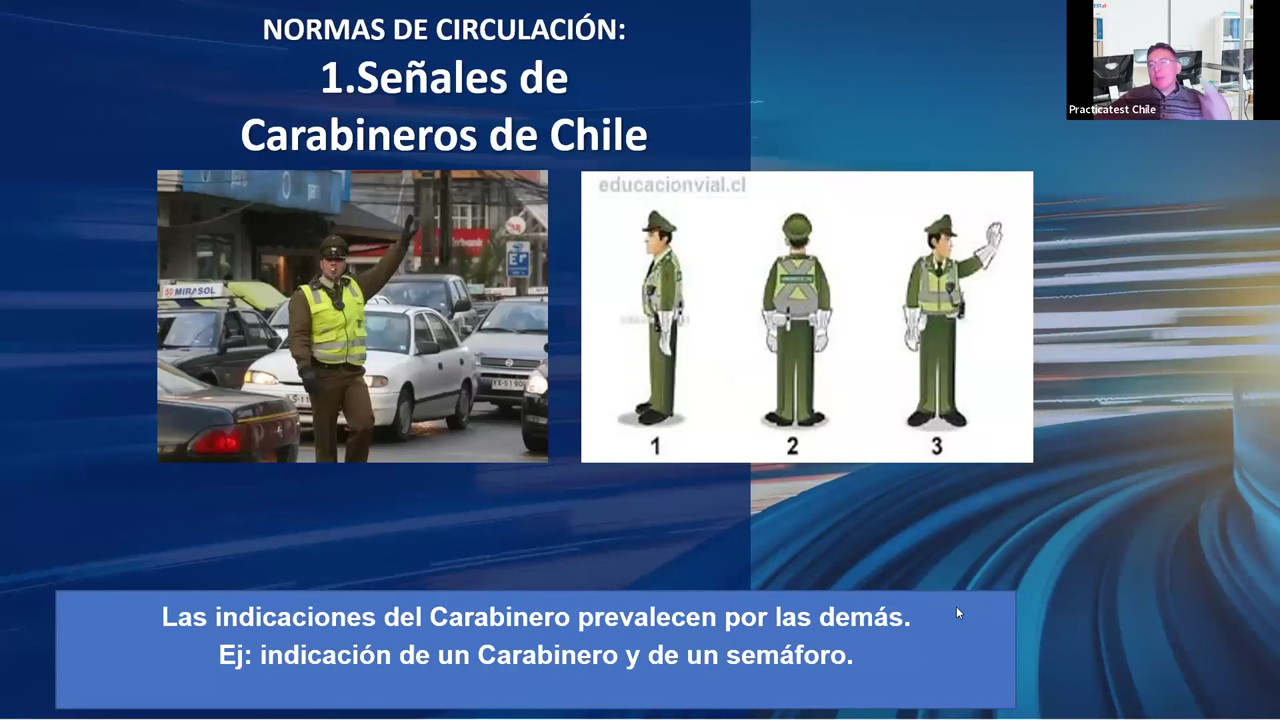 NORMAS DE CIRCULACIÓN:
1.Señales de
Carabineros de Chile
Practicatest Chile
educacionvial.cl
50 MIRASOL
1
2
3
Las indicaciones del Carabinero prevalecen por las demás.
Ej: indicación de un Carabinero y de un semáforo.